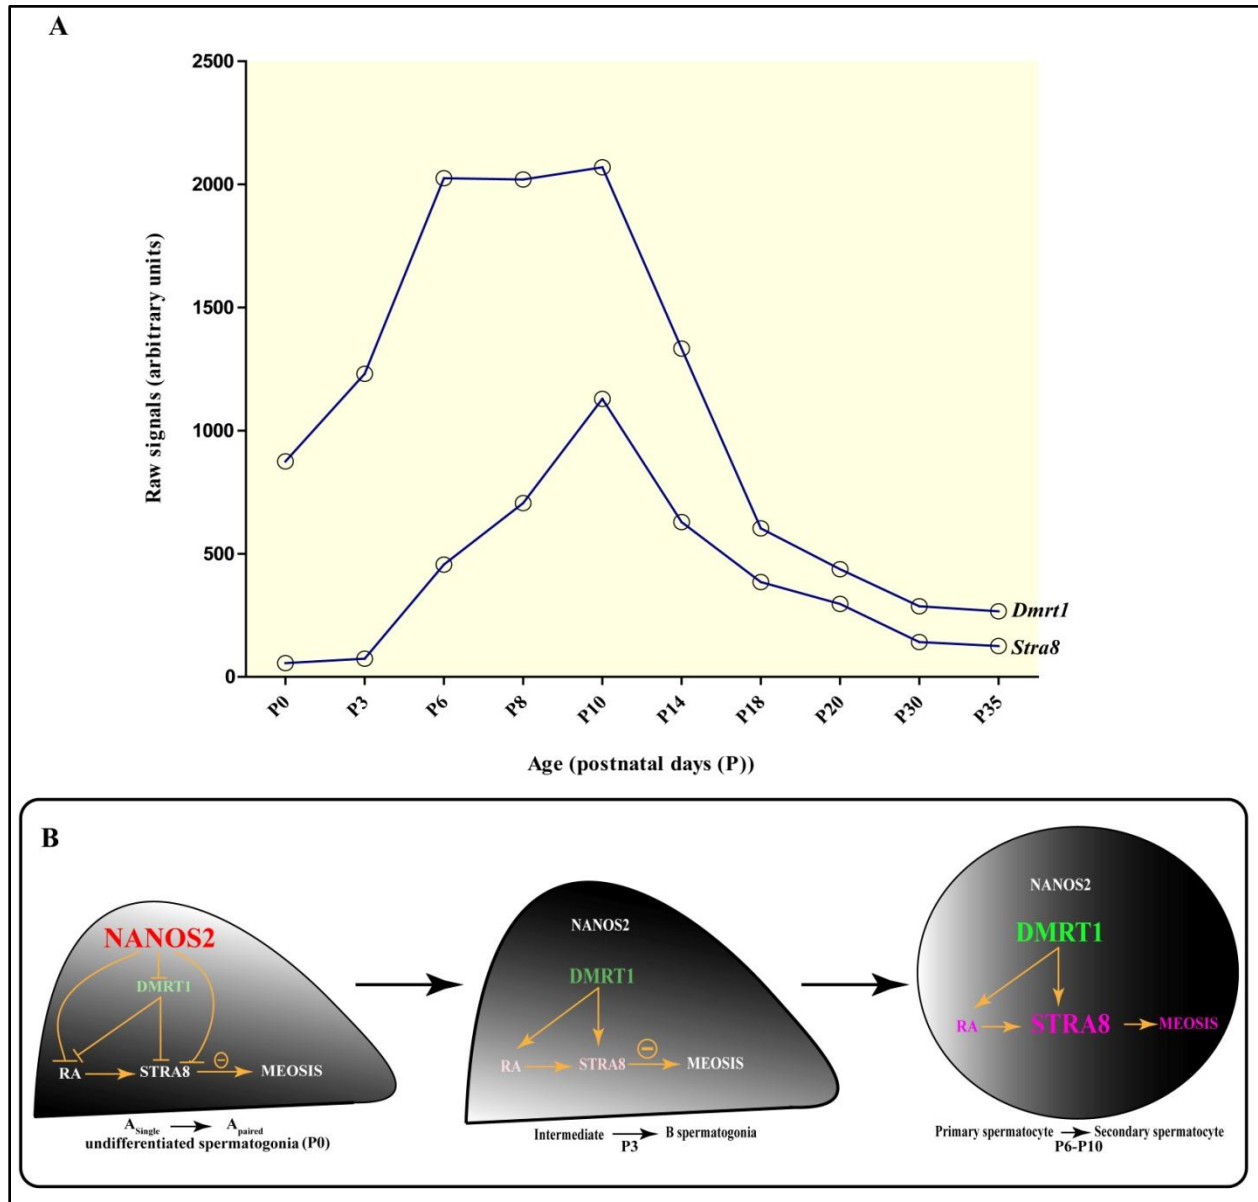 A
2500
2000
1500
1000
500
0
Raw signals (arbitrary units)
P0 P3 P6 P8 P10 P14 P18 P20 P30 P35
Dmrt1
Stra8
Age (postnatal days (P))
B
NANOS2
DMRT1
RA STRA8 ⊖ MEOSIS
ASingle Apaired
undifferentiated spermatogonia (P0)
NANOS2
DMRT1
RA STRA8 ⊖ MEOSIS
Intermediate B spermatogonia
P3
NANOS2
DMRT1
RA STRA8 MEOSIS
Primary spermatocyte Secondary spermatocyte
P6-P10